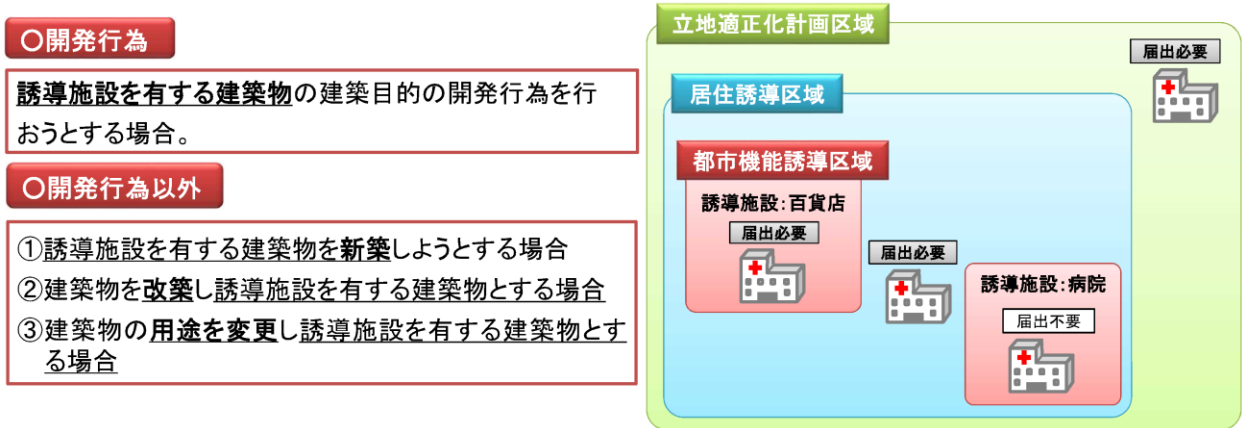 〇開発行為
誘導施設を有する建築物の建築目的の開発行為を行
おうとする場合。
〇開発行為以外
①誘導施設を有する建築物を新築しようとする場合
②建築物を改築し誘導施設を有する建築物とする場合
③建築物の用途を変更し誘導施設を有する建築物とす
る場合
立地適正化計画区域
届出必要
居住誘導区域
都市機能誘導区域
誘導施設:百貨店
届出必要
届出必要
誘導施設:病院
届出不要